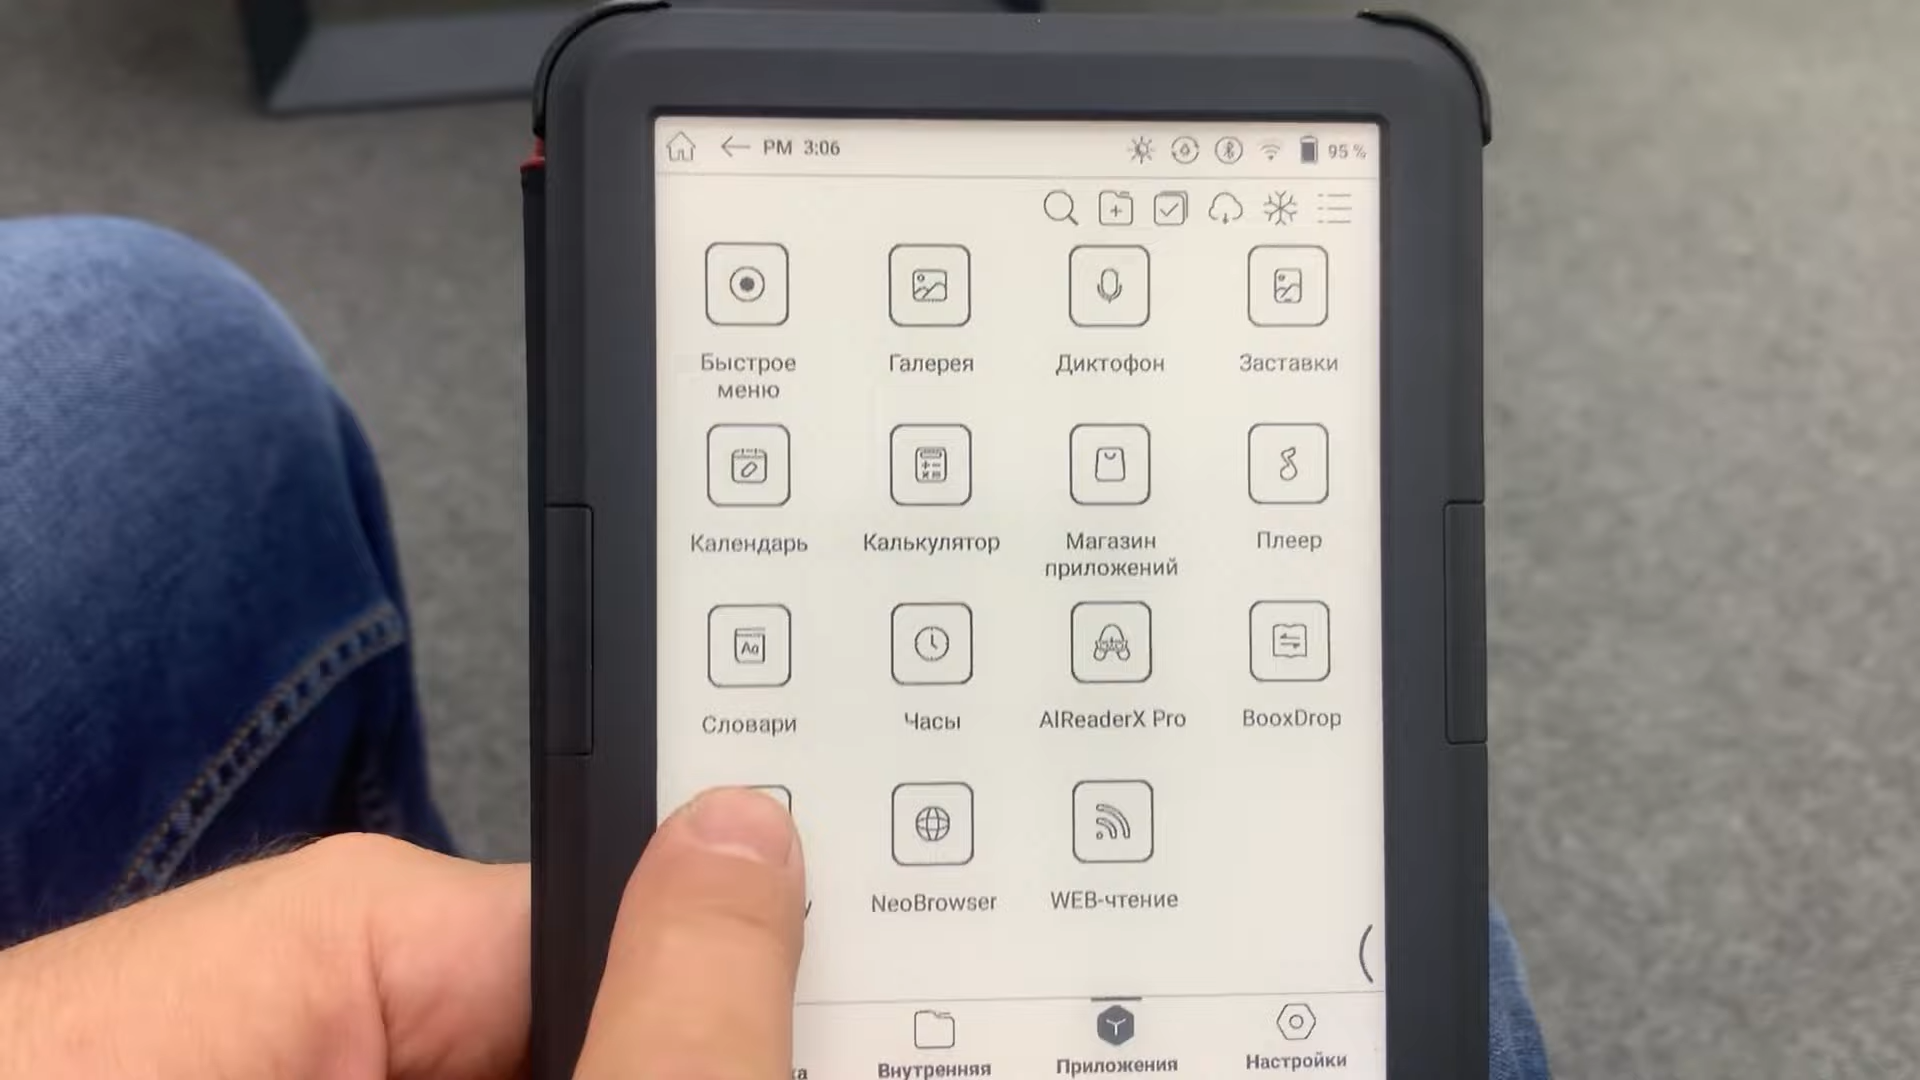 PM 3:06
95 %
Быстрое
меню
Галерея
Диктофон
Заставки
Календарь
Калькулятор
Магазин
приложений
Плеер
Aa
Словари
Часы
AlReaderX Pro
BooxDrop
NeoBrowser
WEB-чтение
Внутренняя
Приложения
Настройки